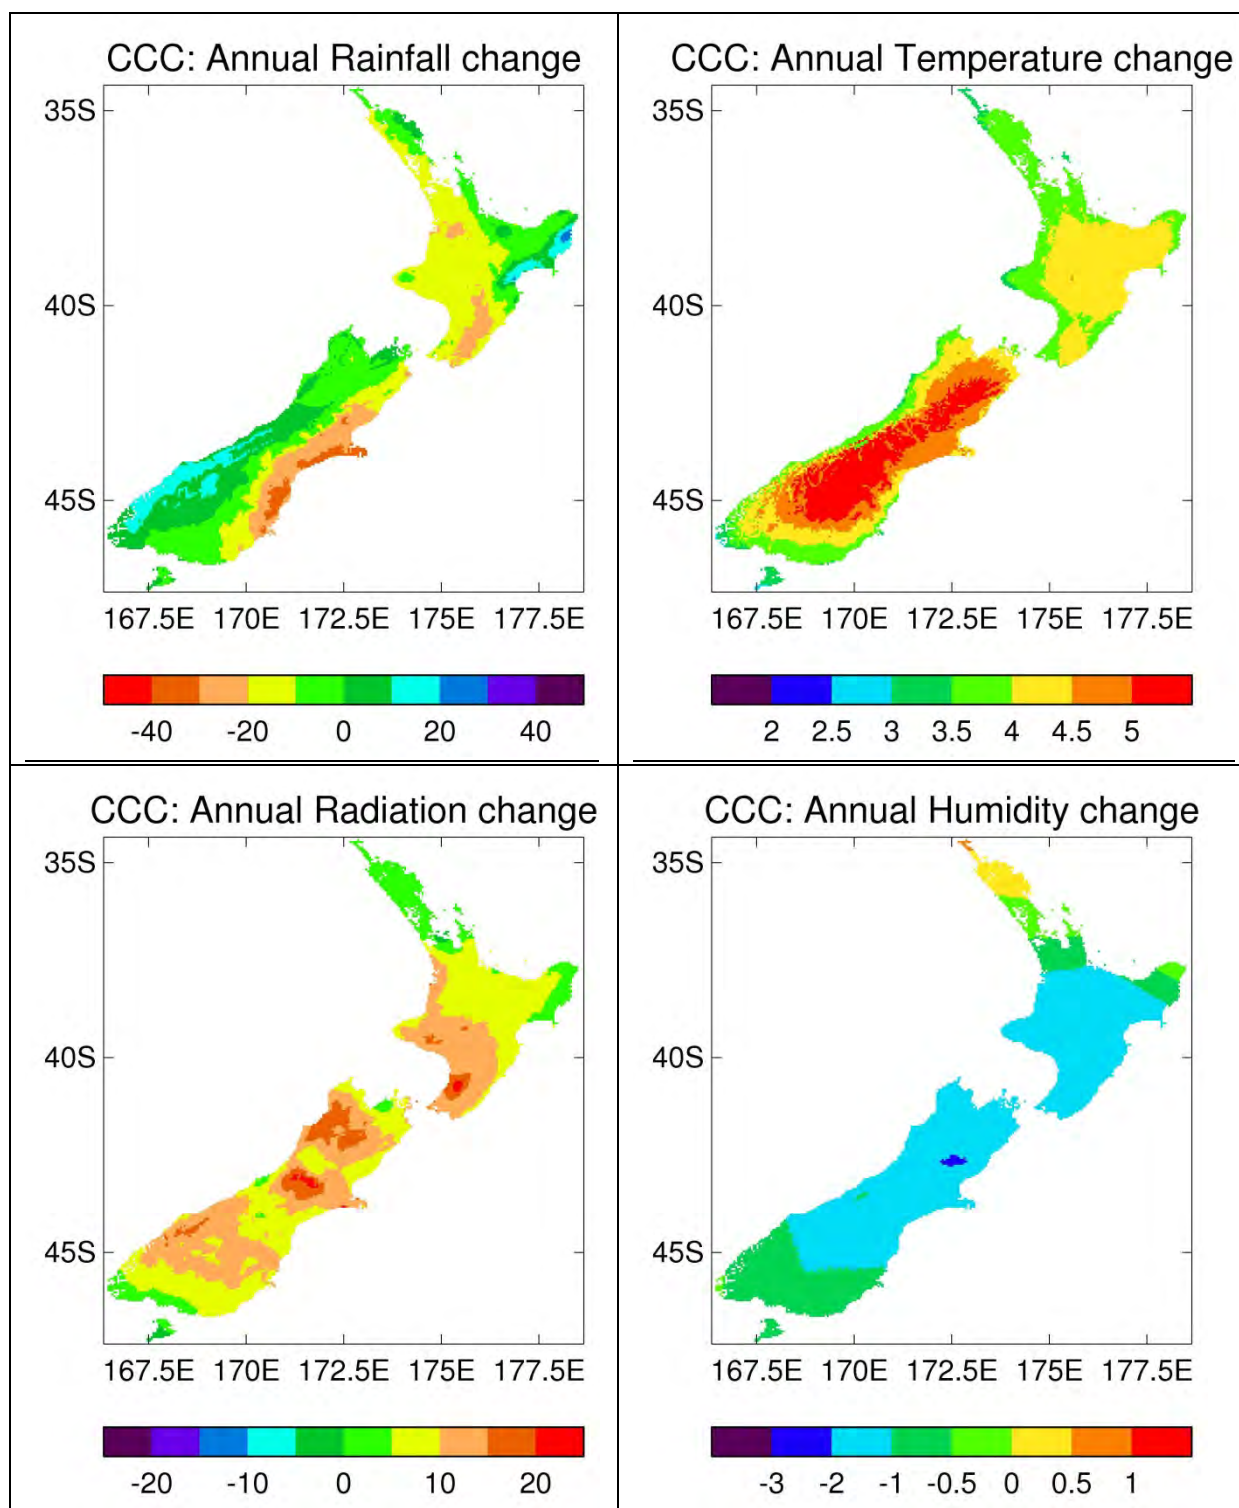 CCC: Annual Rainfall change
35S
40S
45S
167.5E 170E 172.5E 175E 177.5E
-40 -20 0 20 40
CCC: Annual Temperature change
35S
40S
45S
167.5E 170E 172.5E 175E 177.5E
2 2.5 3 3.5 4 4.5 5
CCC: Annual Radiation change
35S
40S
45S
167.5E 170E 172.5E 175E 177.5E
-20 -10 0 10 20
CCC: Annual Humidity change
35S
40S
45S
167.5E 170E 172.5E 175E 177.5E
-3 -2 -1 -0.5 0 0.5 1